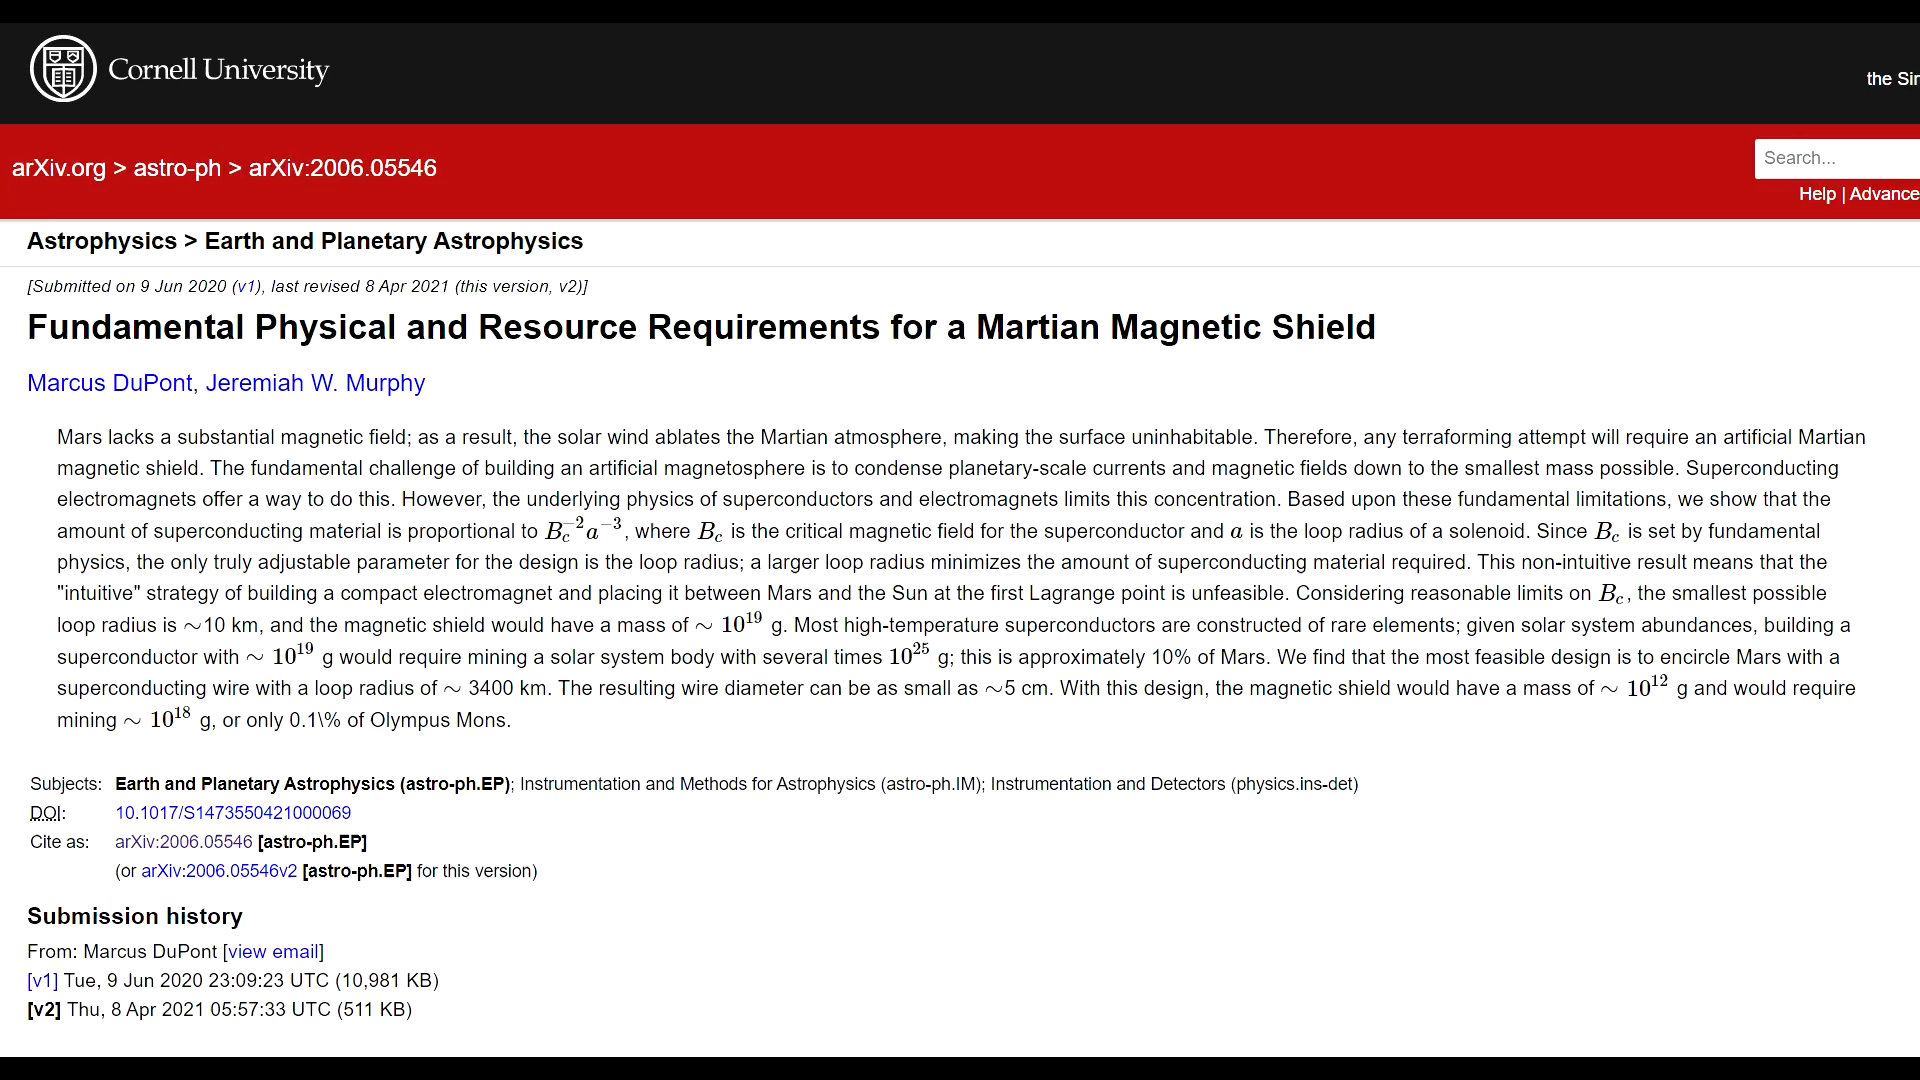 Cornell University
the Sir
arXiv.org > astro-ph > arXiv:2006.05546
Search...
Help | Advance
Astrophysics > Earth and Planetary Astrophysics
[Submitted on 9 Jun 2020 (v1), last revised 8 Apr 2021 (this version, v2)]
Fundamental Physical and Resource Requirements for a Martian Magnetic Shield
Marcus DuPont, Jeremiah W. Murphy
Mars lacks a substantial magnetic field; as a result, the solar wind ablates the Martian atmosphere, making the surface uninhabitable. Therefore, any terraforming attempt will require an artificial Martian
magnetic shield. The fundamental challenge of building an artificial magnetosphere is to condense planetary-scale currents and magnetic fields down to the smallest mass possible. Superconducting
electromagnets offer a way to do this. However, the underlying physics of superconductors and electromagnets limits this concentration. Based upon these fundamental limitations, we show that the
amount of superconducting material is proportional to $B_c^{-2}a^{-3}$, where $B_c$ is the critical magnetic field for the superconductor and $a$ is the loop radius of a solenoid. Since $B_c$ is set by fundamental
physics, the only truly adjustable parameter for the design is the loop radius; a larger loop radius minimizes the amount of superconducting material required. This non-intuitive result means that the
"intuitive" strategy of building a compact electromagnet and placing it between Mars and the Sun at the first Lagrange point is unfeasible. Considering reasonable limits on $B_c$, the smallest possible
loop radius is ∼10 km, and the magnetic shield would have a mass of ∼ $10^{19}$ g. Most high-temperature superconductors are constructed of rare elements; given solar system abundances, building a
superconductor with ∼ $10^{19}$ g would require mining a solar system body with several times $10^{25}$ g; this is approximately 10% of Mars. We find that the most feasible design is to encircle Mars with a
superconducting wire with a loop radius of ∼ 3400 km. The resulting wire diameter can be as small as ∼5 cm. With this design, the magnetic shield would have a mass of ∼ $10^{12}$ g and would require
mining ∼ $10^{18}$ g, or only 0.1\% of Olympus Mons.
Subjects: Earth and Planetary Astrophysics (astro-ph.EP); Instrumentation and Methods for Astrophysics (astro-ph.IM); Instrumentation and Detectors (physics.ins-det)
DOI: 10.1017/S1473550421000069
Cite as: arXiv:2006.05546 [astro-ph.EP]
(or arXiv:2006.05546v2 [astro-ph.EP] for this version)
Submission history
From: Marcus DuPont [view email]
[v1] Tue, 9 Jun 2020 23:09:23 UTC (10,981 KB)
[v2] Thu, 8 Apr 2021 05:57:33 UTC (511 KB)